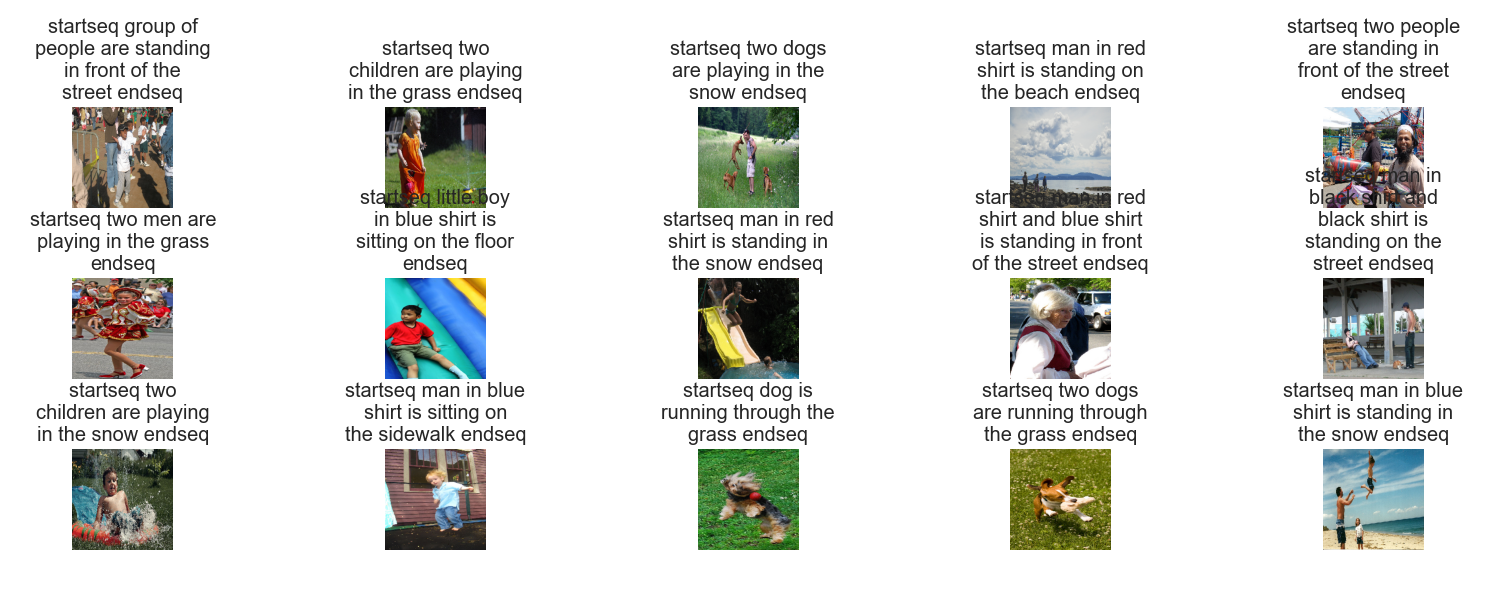 startseq group of
people are standing
in front of the
street endseq
startseq two
children are playing
in the grass endseq
startseq two dogs
are playing in the
snow endseq
startseq man in red
shirt is standing on
the beach endseq
startseq two people
are standing in
front of the street
endseq
startseq two men are
playing in the grass
endseq
startseq little boy
in blue shirt is
sitting on the floor
endseq
startseq man in red
shirt is standing in
the snow endseq
startseq man in red
shirt and blue shirt
is standing in front
of the street endseq
startseq man in
black shirt and
black shirt is
standing on the
street endseq
startseq two
children are playing
in the snow endseq
startseq man in blue
shirt is sitting on
the sidewalk endseq
startseq dog is
running through the
grass endseq
startseq two dogs
are running through
the grass endseq
startseq man in blue
shirt is standing in
the snow endseq